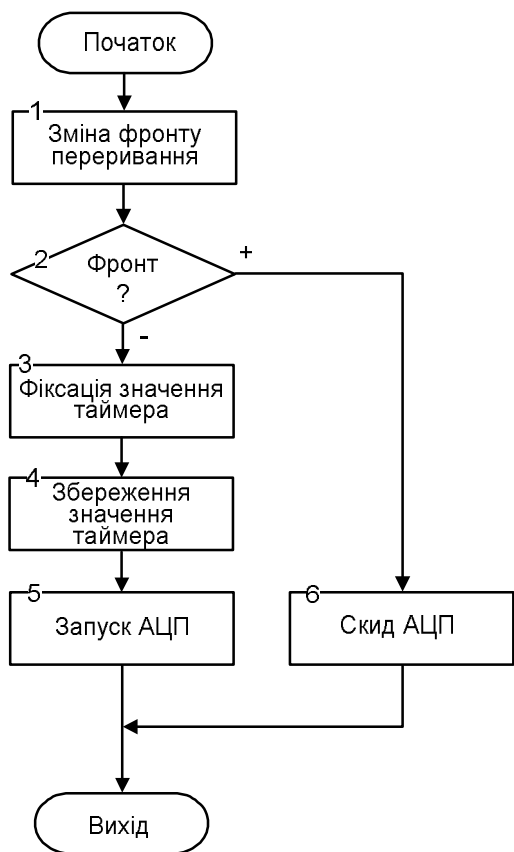 Початок
1
Зміна фронту
переривання
2
Фронт
?
+
-
3
Фіксація значення
таймера
4
Збереження
значення
таймера
5
Запуск АЦП
6
Скид АЦП
Вихід